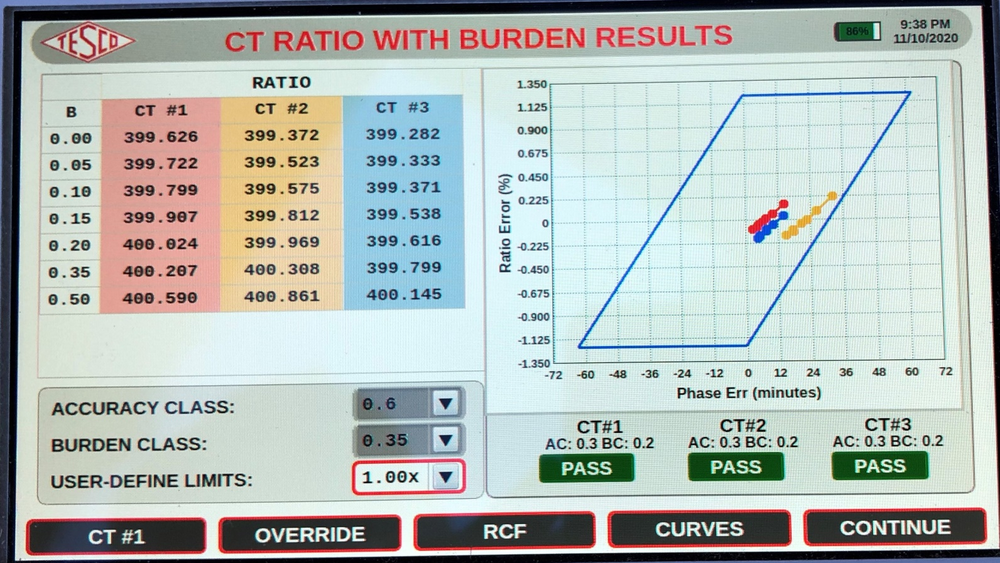 TESCO
CT RATIO WITH BURDEN RESULTS
86%
9:38 PM
11/10/2020
RATIO
B CT #1 CT #2 CT #3
0.00 399.626 399.372 399.282
0.05 399.722 399.523 399.333
0.10 399.799 399.575 399.371
0.15 399.907 399.812 399.538
0.20 400.024 399.969 399.616
0.35 400.207 400.308 399.799
0.50 400.590 400.861 400.145
Ratio Error (%)
1.350
1.125
0.900
0.675
0.450
0.225
0
-0.225
-0.450
-0.675
-0.900
-1.125
-1.350
-72 -60 -48 -36 -24 -12 0 12 24 36 48 60 72
Phase Err (minutes)
ACCURACY CLASS: 0.6
BURDEN CLASS: 0.35
USER-DEFINE LIMITS: 1.00x
CT#1 CT#2 CT#3
AC: 0.3 BC: 0.2 AC: 0.3 BC: 0.2 AC: 0.3 BC: 0.2
PASS PASS PASS
CT #1 OVERRIDE RCF CURVES CONTINUE